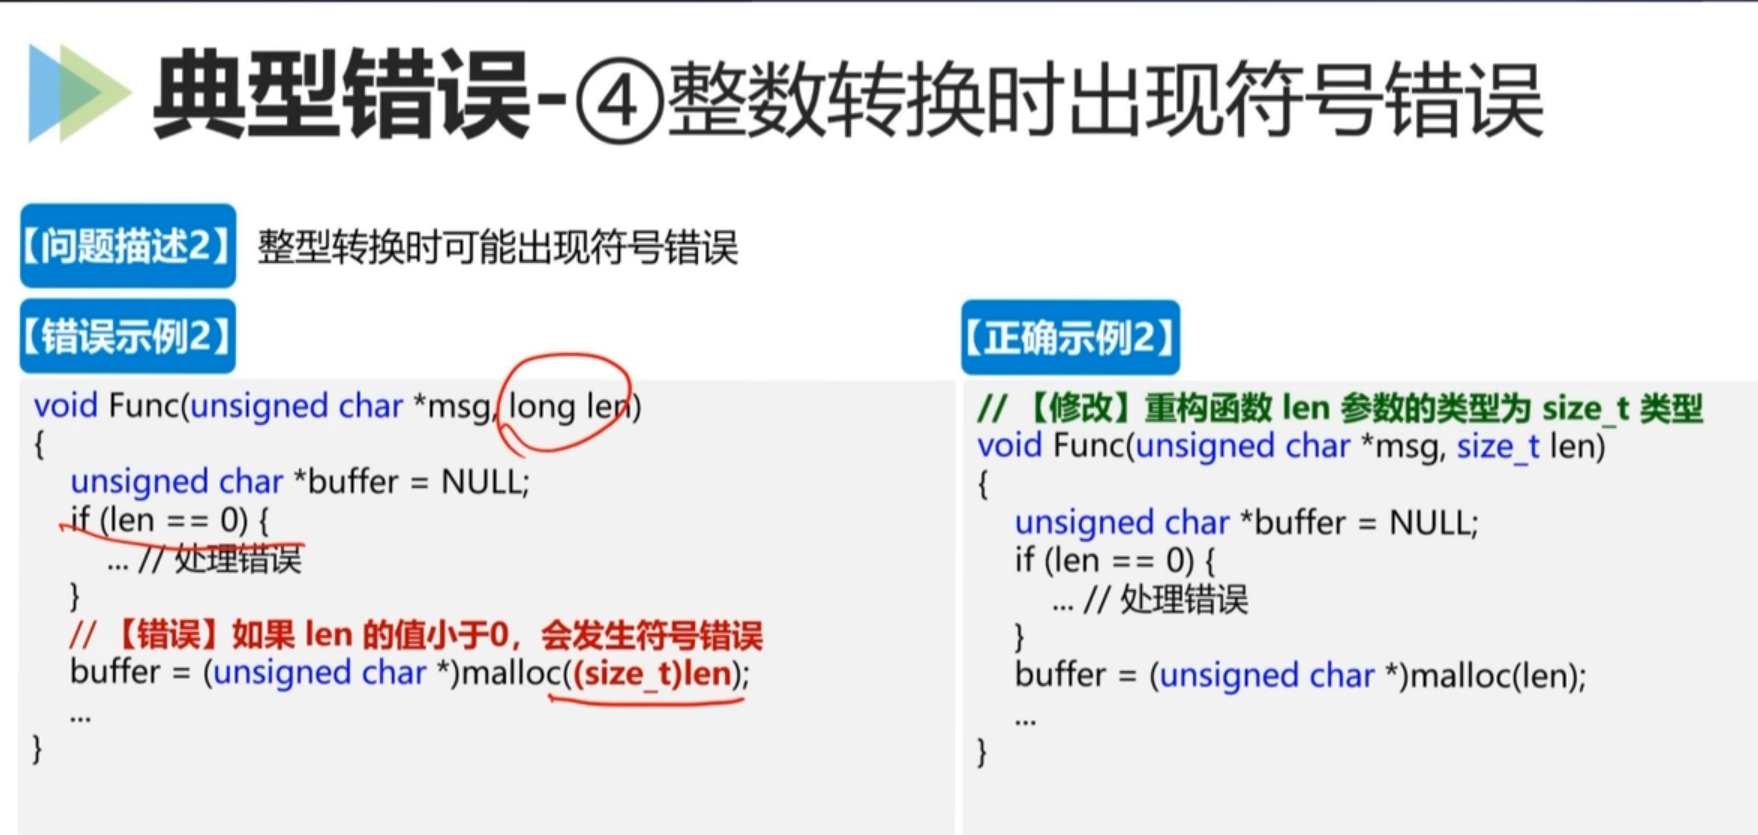 典型错误-④整数转换时出现符号错误
【问题描述2】 整型转换时可能出现符号错误
【错误示例2】
void Func(unsigned char *msg, long len)
{
unsigned char *buffer = NULL;
if (len == 0) {
... // 处理错误
}
// 【错误】如果 len 的值小于0，会发生符号错误
buffer = (unsigned char *)malloc((size_t)len);
...
}
【正确示例2】
// 【修改】重构函数 len 参数的类型为 size_t 类型
void Func(unsigned char *msg, size_t len)
{
unsigned char *buffer = NULL;
if (len == 0) {
... // 处理错误
}
buffer = (unsigned char *)malloc(len);
...
}